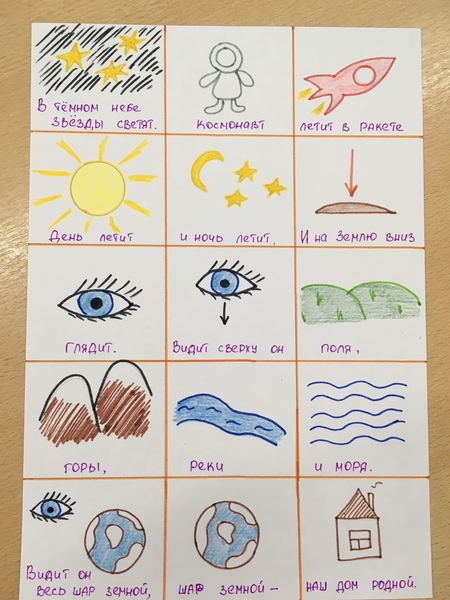 В тёмном небе
звёзды светят.
Космонавт
летит в ракете
День летит
и ночь летит.
И на Землю вниз
глядит.
Видит сверху он
поля,
горы,
реки
и моря.
Видит он
весь шар земной,
шар земной –
наш дом родной.